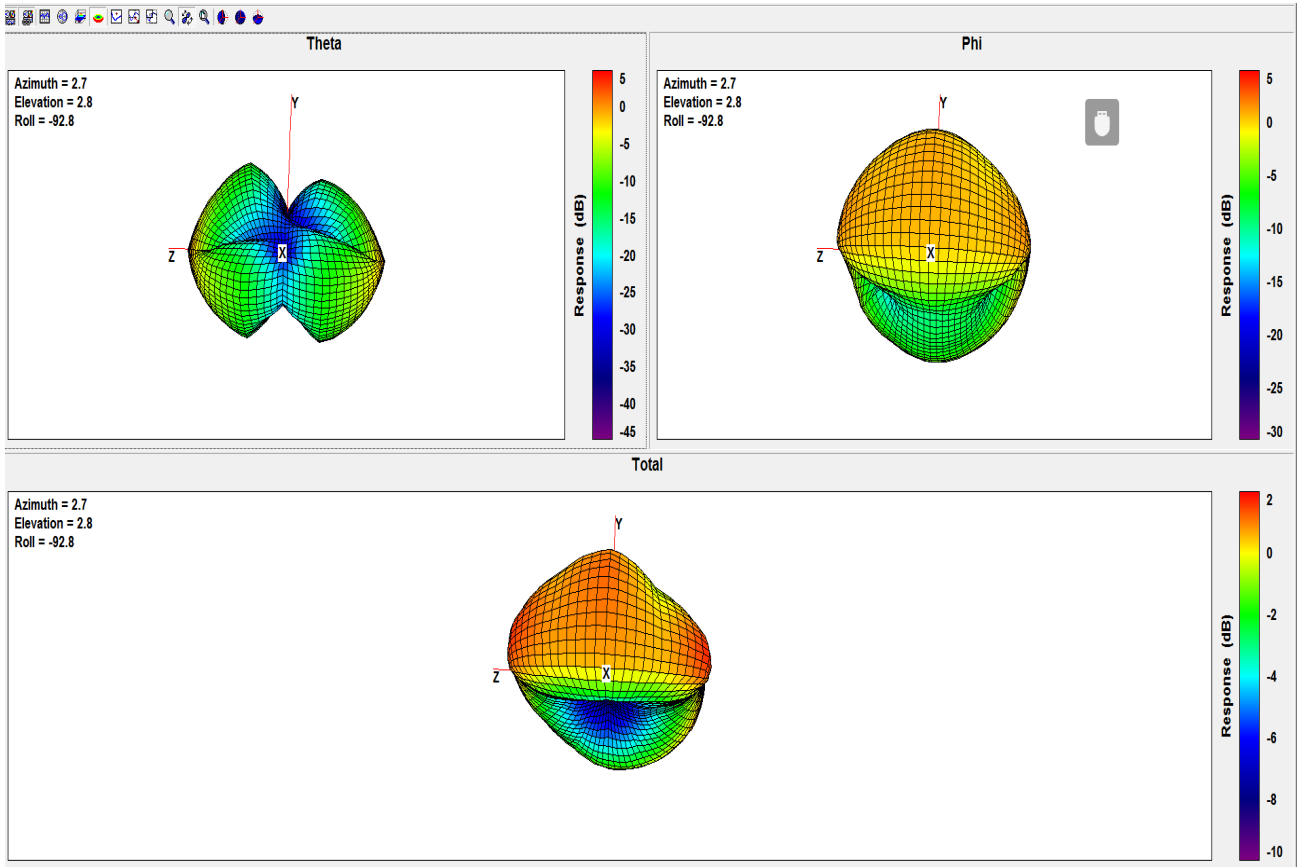 Theta
Azimuth = 2.7
Elevation = 2.8
Roll = -92.8
Y
X
Z
5
0
-5
-10
-15
-20
-25
-30
-35
-40
-45
Response (dB)
Phi
Azimuth = 2.7
Elevation = 2.8
Roll = -92.8
Y
X
Z
5
0
-5
-10
-15
-20
-25
-30
Response (dB)
Total
Azimuth = 2.7
Elevation = 2.8
Roll = -92.8
Y
X
Z
2
0
-2
-4
-6
-8
-10
Response (dB)